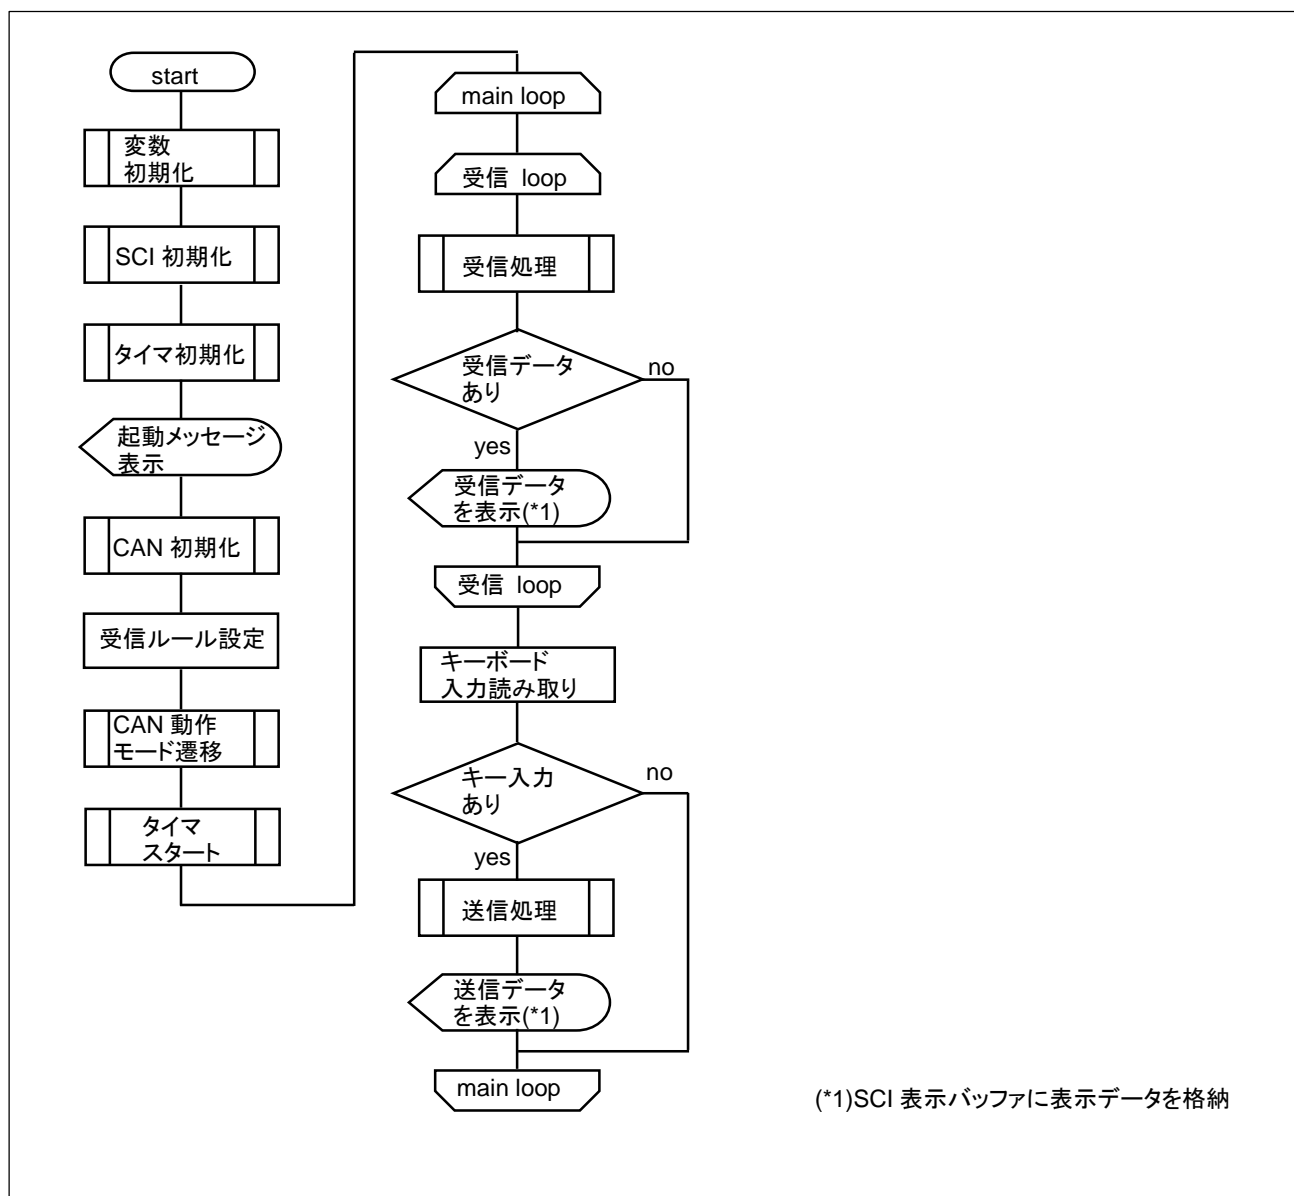 start
変数
初期化
SCI 初期化
タイマ初期化
起動メッセージ
表示
CAN 初期化
受信ルール設定
CAN 動作
モード遷移
タイマ
スタート
main loop
受信 loop
受信処理
受信データ
あり
no
yes
受信データ
を表示(*1)
受信 loop
キーボード
入力読み取り
キー入力
あり
no
yes
送信処理
送信データ
を表示(*1)
main loop
(*1)SCI 表示バッファに表示データを格納